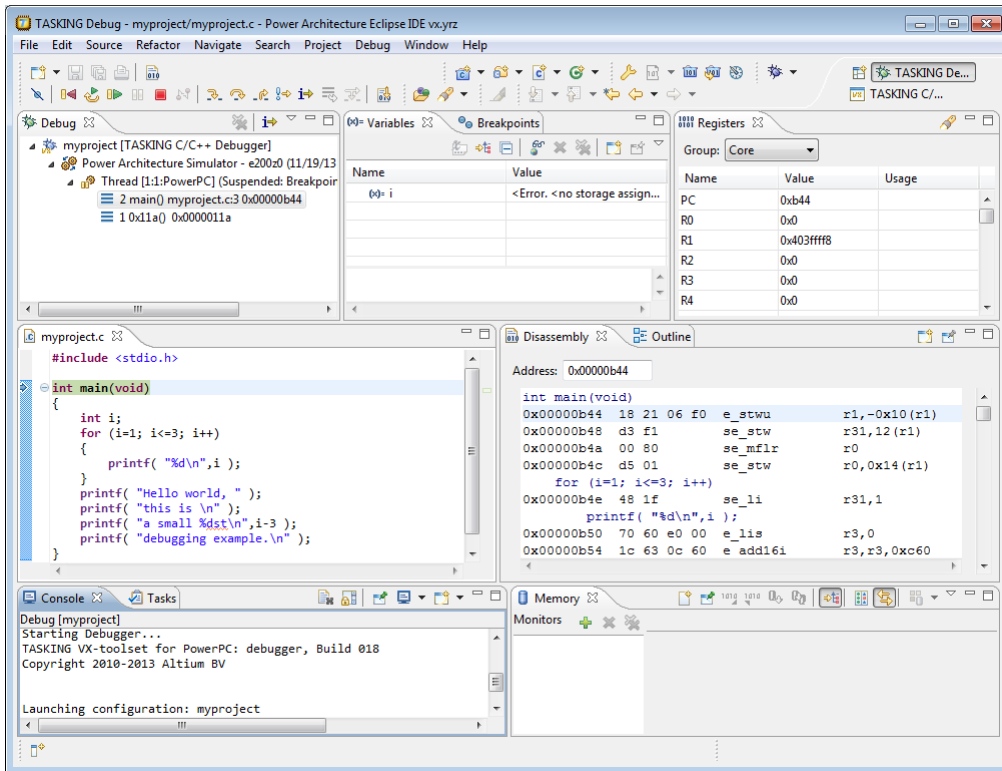 TASKING Debug - myproject/myproject.c - Power Architecture Eclipse IDE vx.yrz
File Edit Source Refactor Navigate Search Project Debug Window Help
TASKING De...
TASKING C/...
Debug
myproject [TASKING C/C++ Debugger]
Power Architecture Simulator - e200z0 (11/19/13
Thread [1:1:PowerPC] (Suspended: Breakpoir
2 main() myproject.c:3 0x00000b44
1 0x11a() 0x0000011a
(x)= Variables Breakpoints
Name Value
(x)= i <Error. <no storage assign...
Registers
Group: Core
Name Value Usage
PC 0xb44
R0 0x0
R1 0x403ffff8
R2 0x0
R3 0x0
R4 0x0
myproject.c
#include <stdio.h>
int main(void)
{
int i;
for (i=1; i<=3; i++)
{
printf( "%d\n",i );
}
printf( "Hello world, " );
printf( "this is \n" );
printf( "a small %dst\n",i-3 );
printf( "debugging example.\n" );
}
Disassembly Outline
Address: 0x00000b44
int main(void)
0x00000b44 18 21 06 f0 e_stwu r1,-0x10(r1)
0x00000b48 d3 f1 se_stw r31,12(r1)
0x00000b4a 00 80 se_mflr r0
0x00000b4c d5 01 se_stw r0,0x14(r1)
for (i=1; i<=3; i++)
0x00000b4e 48 1f se_li r31,1
printf( "%d\n",i );
0x00000b50 70 60 e0 00 e_lis r3,0
0x00000b54 1c 63 0c 60 e_add16i r3,r3,0xc60
Console Tasks
Debug [myproject]
Starting Debugger...
TASKING VX-toolset for PowerPC: debugger, Build 018
Copyright 2010-2013 Altium BV
Launching configuration: myproject
Memory
Monitors